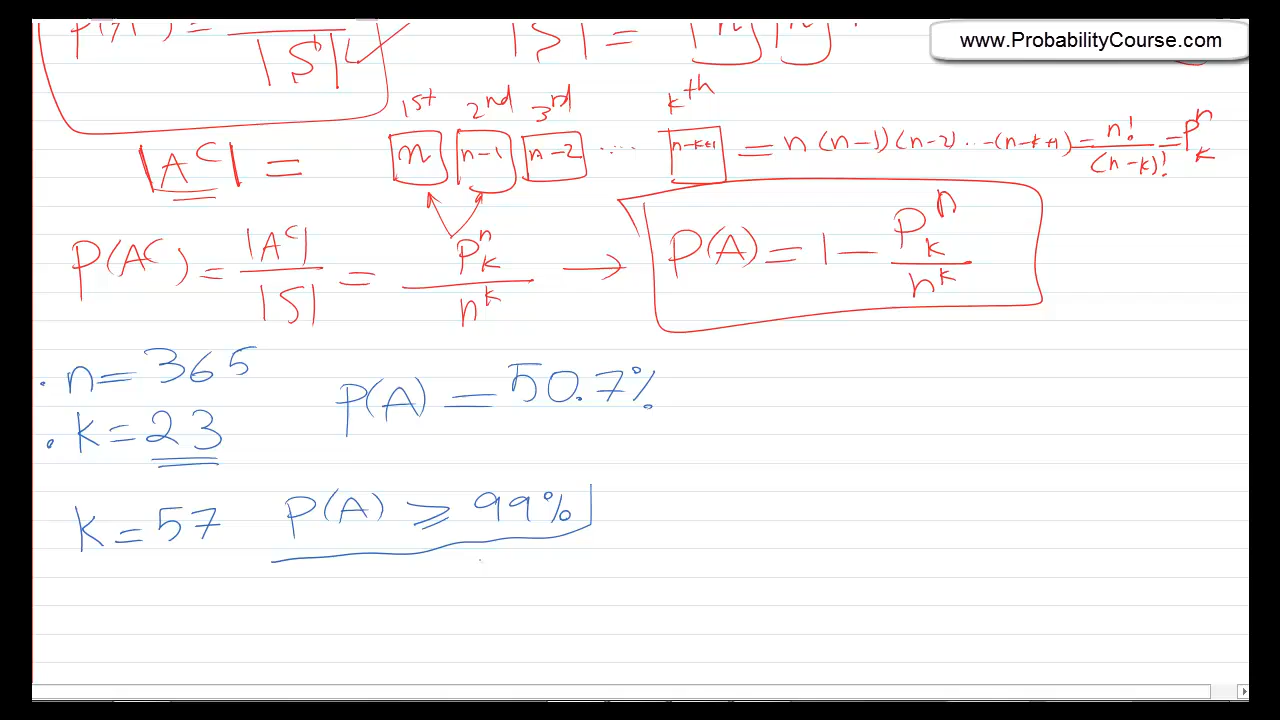 www.ProbabilityCourse.com
|S| =
|S|
1st 2nd 3rd kth
|A^C| = n n-1 n-2 .... n-k+1 = n(n-1)(n-2)...(n-k+1) = n!/(n-k)! = P^n_k
P(A^C) = |A^C|/|S| = P^n_k/n^k → P(A) = 1 - P^n_k/n^k
. n = 365
P(A) = 50.7%
. k = 23
k = 57 P(A) ≥ 99%